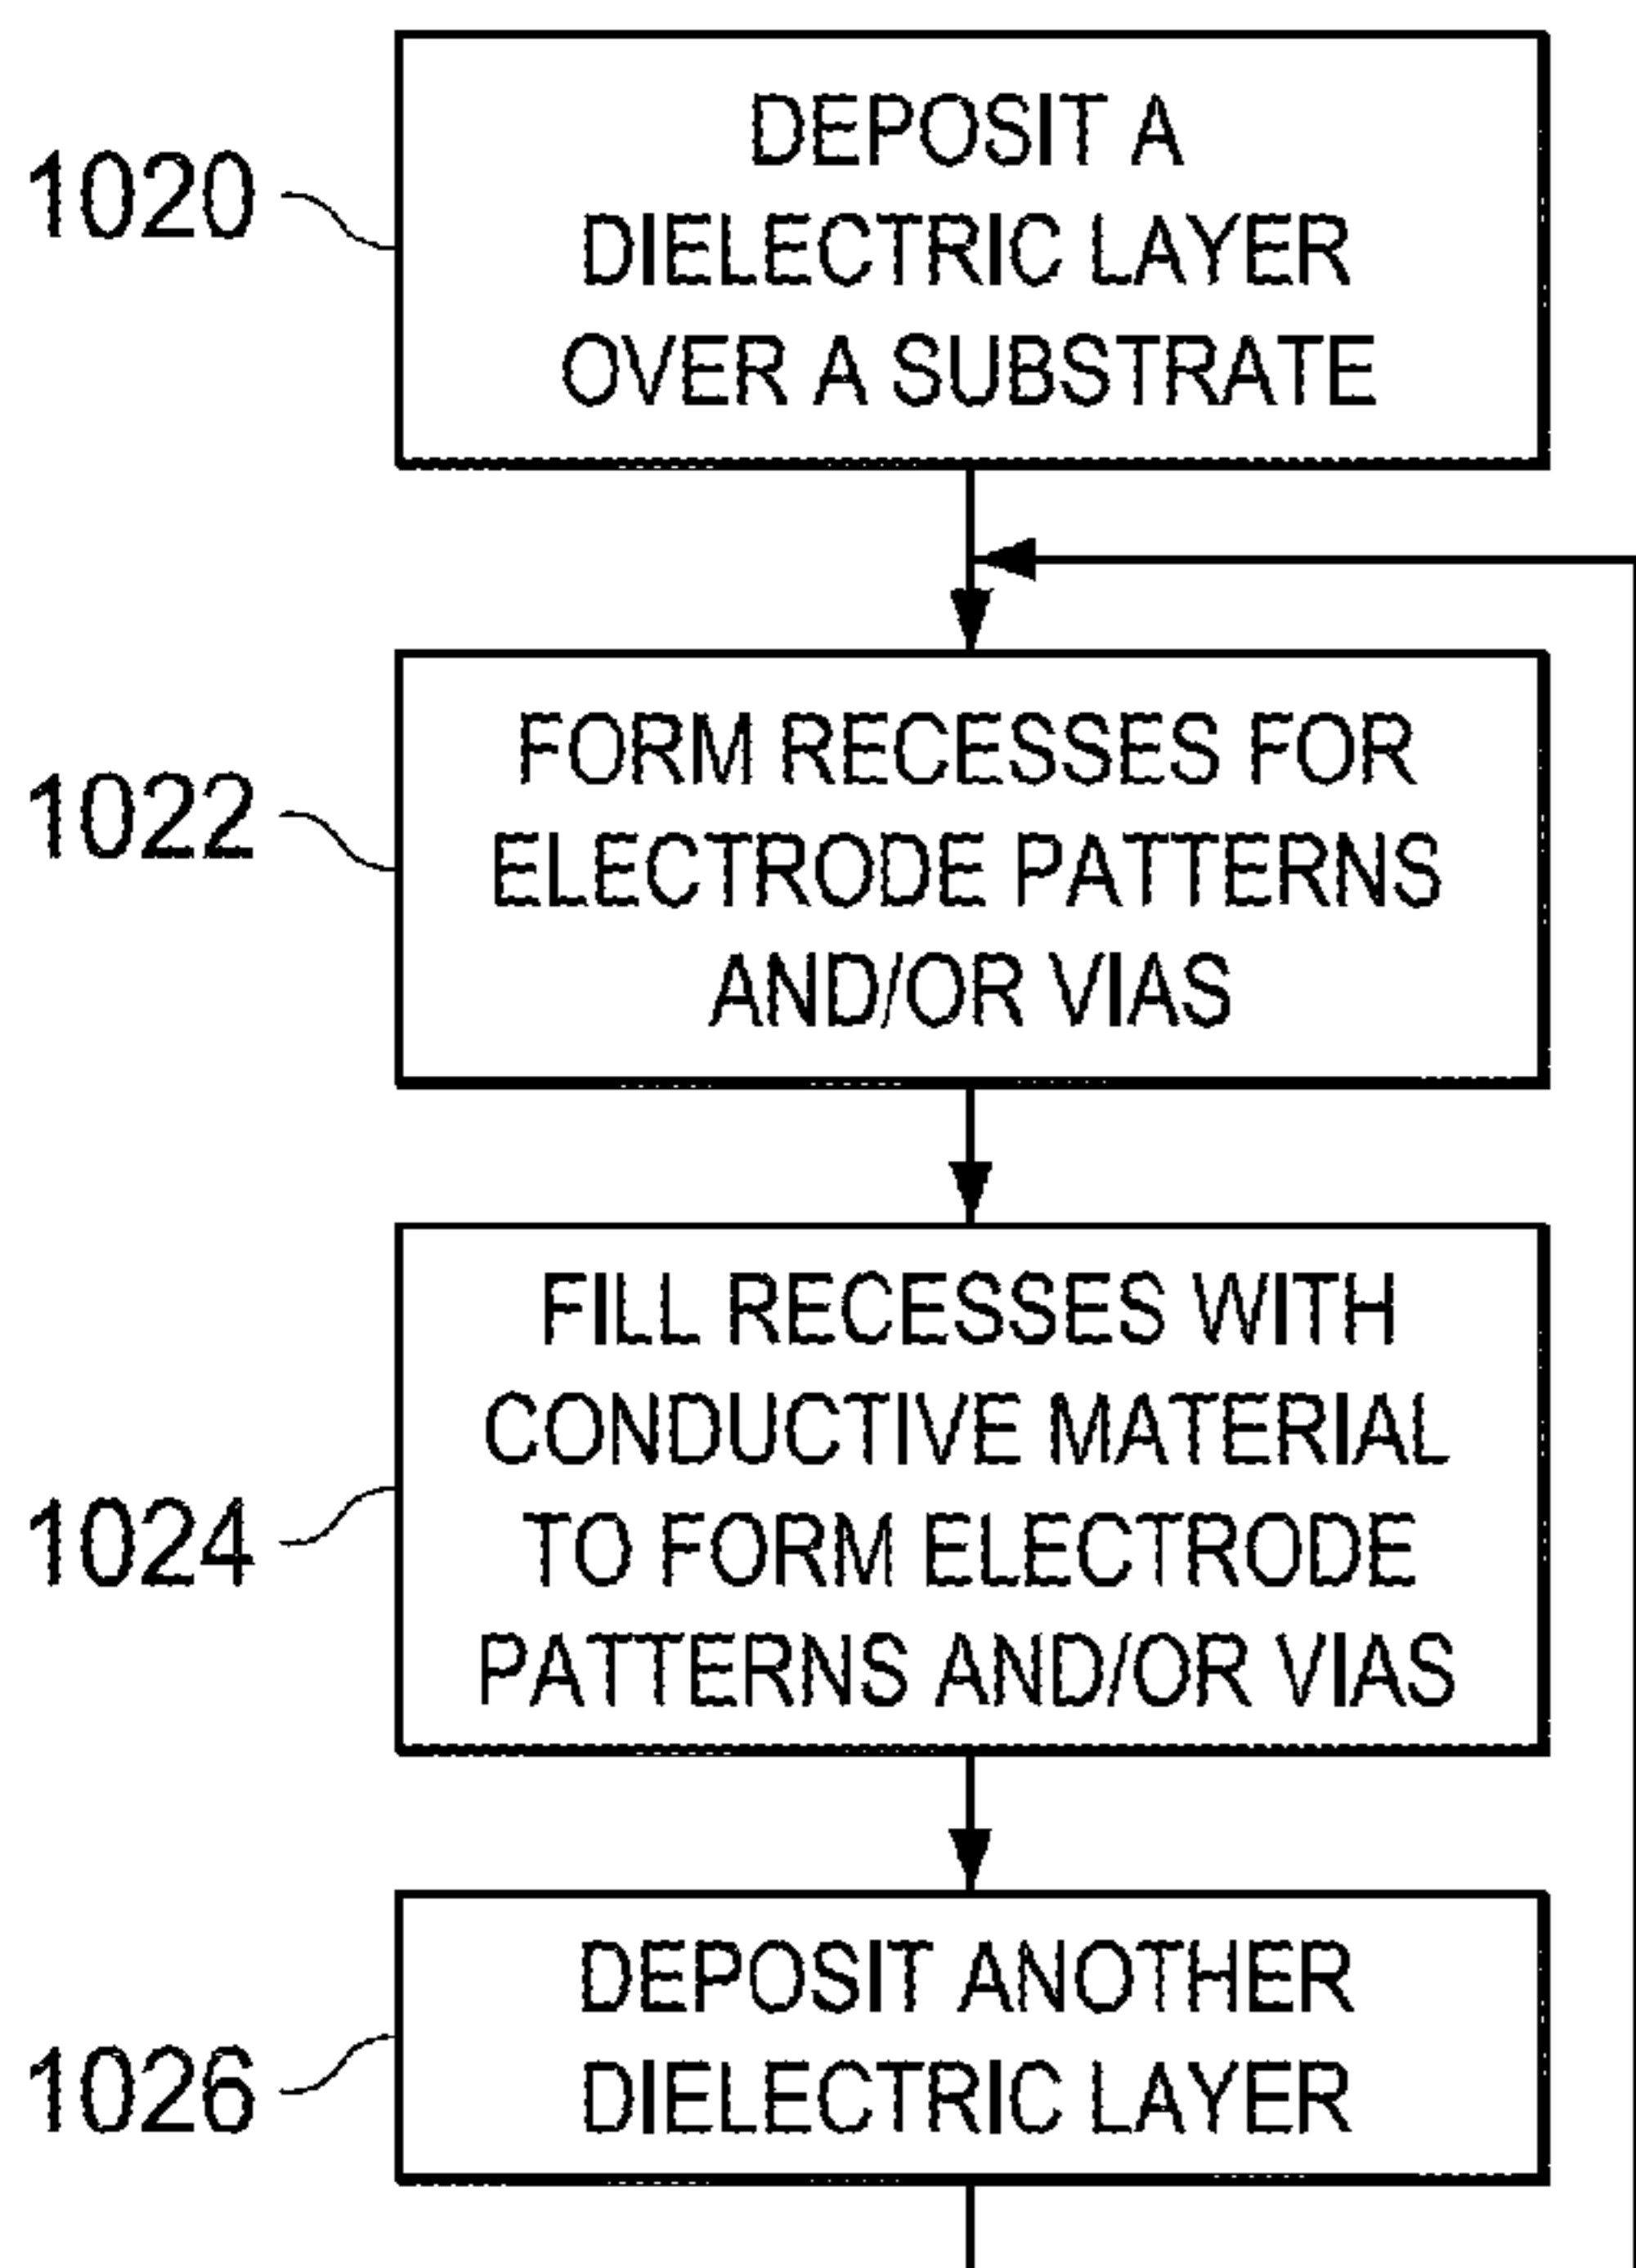 1020
DEPOSIT A
DIELECTRIC LAYER
OVER A SUBSTRATE
1022
FORM RECESSES FOR
ELECTRODE PATTERNS
AND/OR VIAS
1024
FILL RECESSES WITH
CONDUCTIVE MATERIAL
TO FORM ELECTRODE
PATTERNS AND/OR VIAS
1026
DEPOSIT ANOTHER
DIELECTRIC LAYER